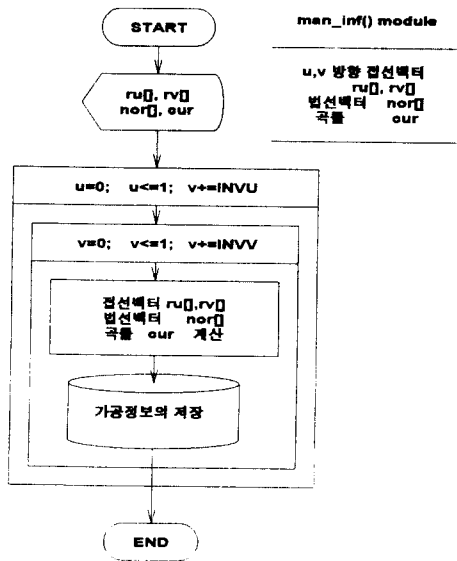 START
man_inf() module
u,v 방향 접선벡터
ru[], rv[]
법선벡터 nor[]
곡률 cur
ru[], rv[]
nor[], cur
u=0; u<=1; v+=INVU
v=0; v<=1; v+=INVV
접선벡터 ru[],rv[]
법선벡터 nor[]
곡률 cur 계산
가공정보의 저장
END